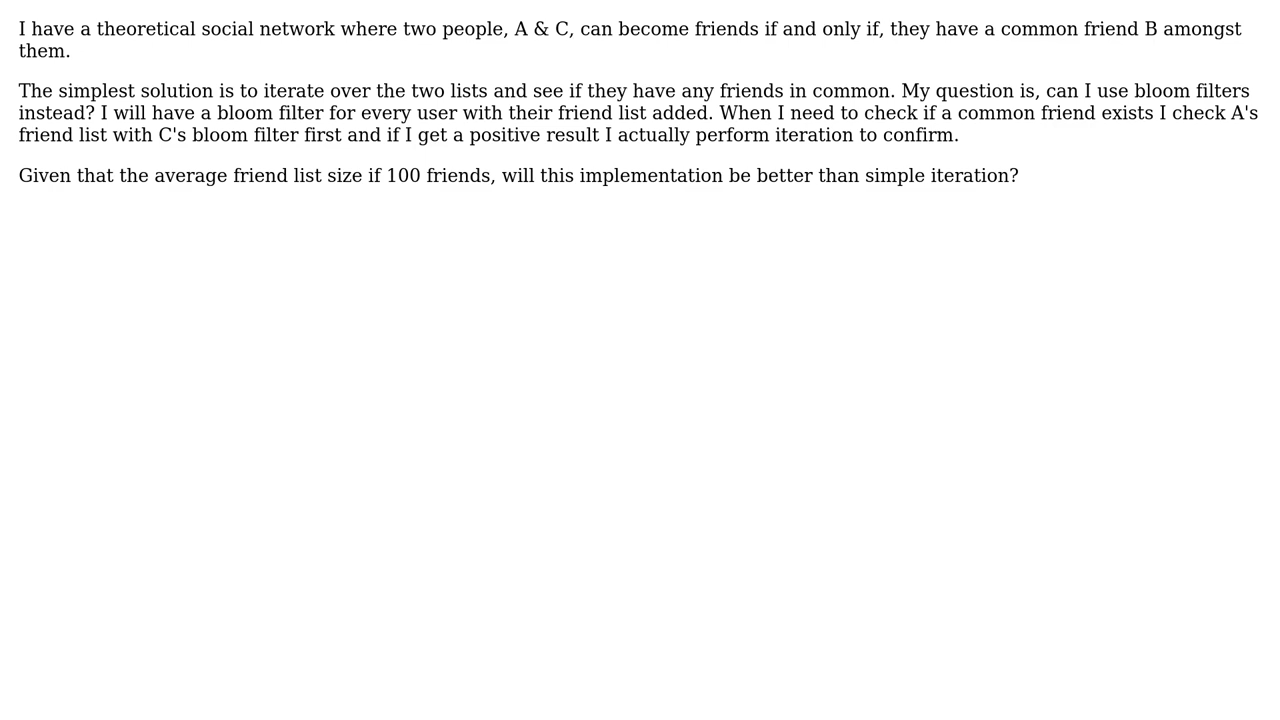 I have a theoretical social network where two people, A & C, can become friends if and only if, they have a common friend B amongst
them.
The simplest solution is to iterate over the two lists and see if they have any friends in common. My question is, can I use bloom filters
instead? I will have a bloom filter for every user with their friend list added. When I need to check if a common friend exists I check A's
friend list with C's bloom filter first and if I get a positive result I actually perform iteration to confirm.
Given that the average friend list size if 100 friends, will this implementation be better than simple iteration?